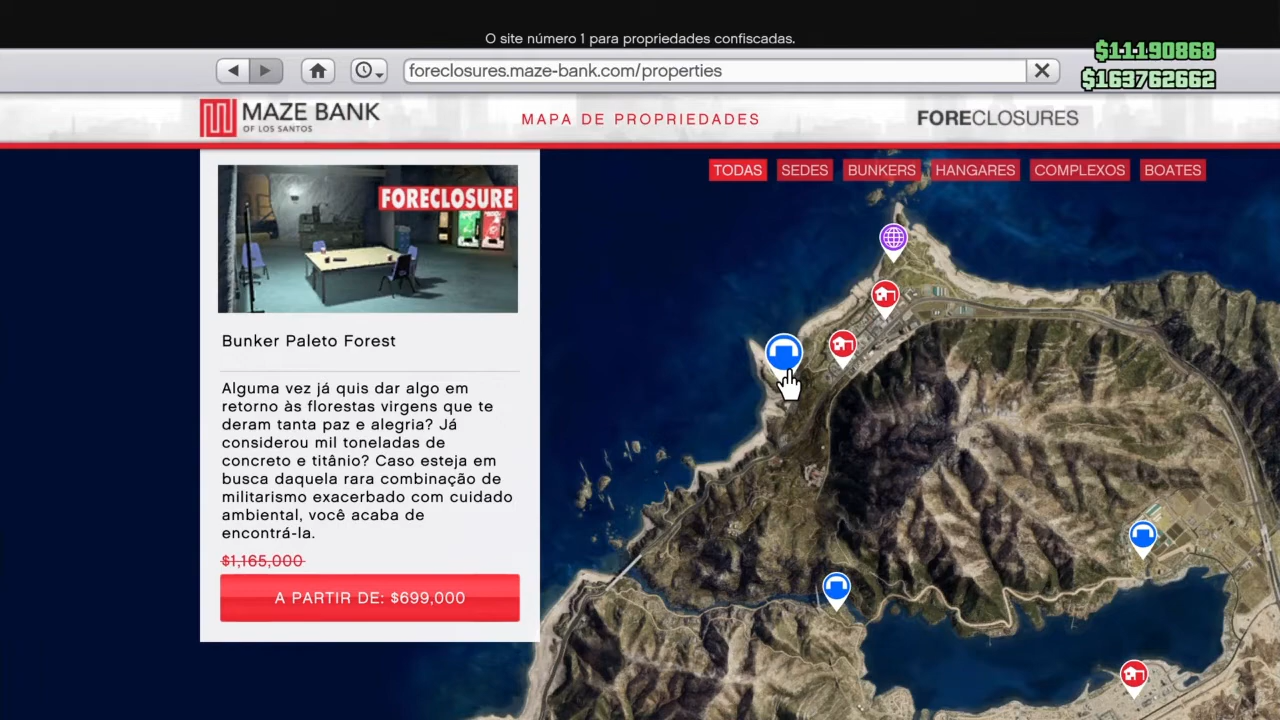 O site número 1 para propriedades confiscadas.
$11190868
foreclosures.maze-bank.com/properties
$163762662
MAZE BANK
OF LOS SANTOS
MAPA DE PROPRIEDADES
FORECLOSURES
TODAS
SEDES
BUNKERS
HANGARES
COMPLEXOS
BOATES
FORECLOSURE
Bunker Paleto Forest
Alguma vez já quis dar algo em
retorno às florestas virgens que te
deram tanta paz e alegria? Já
considerou mil toneladas de
concreto e titânio? Caso esteja em
busca daquela rara combinação de
militarismo exacerbado com cuidado
ambiental, você acaba de
encontrá-la.
$1,165,000
A PARTIR DE: $699,000